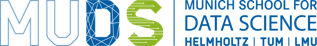 MUDS
MUNICH SCHOOL FOR
DATA SCIENCE
HELMHOLTZ | TUM | LMU